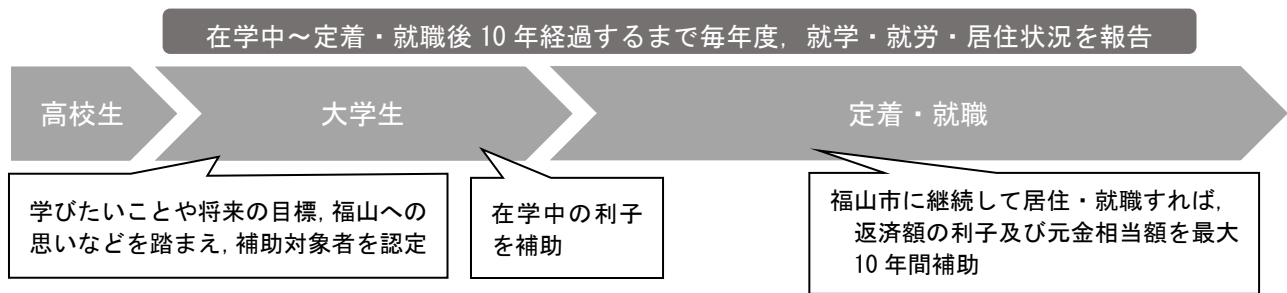 在学中～定着・就職後 10 年経過するまで毎年度，就学・就労・居住状況を報告
高校生
大学生
定着・就職
学びたいことや将来の目標，福山への
思いなどを踏まえ，補助対象者を認定
在学中の利子
を補助
福山市に継続して居住・就職すれば，
返済額の利子及び元金相当額を最大
10 年間補助